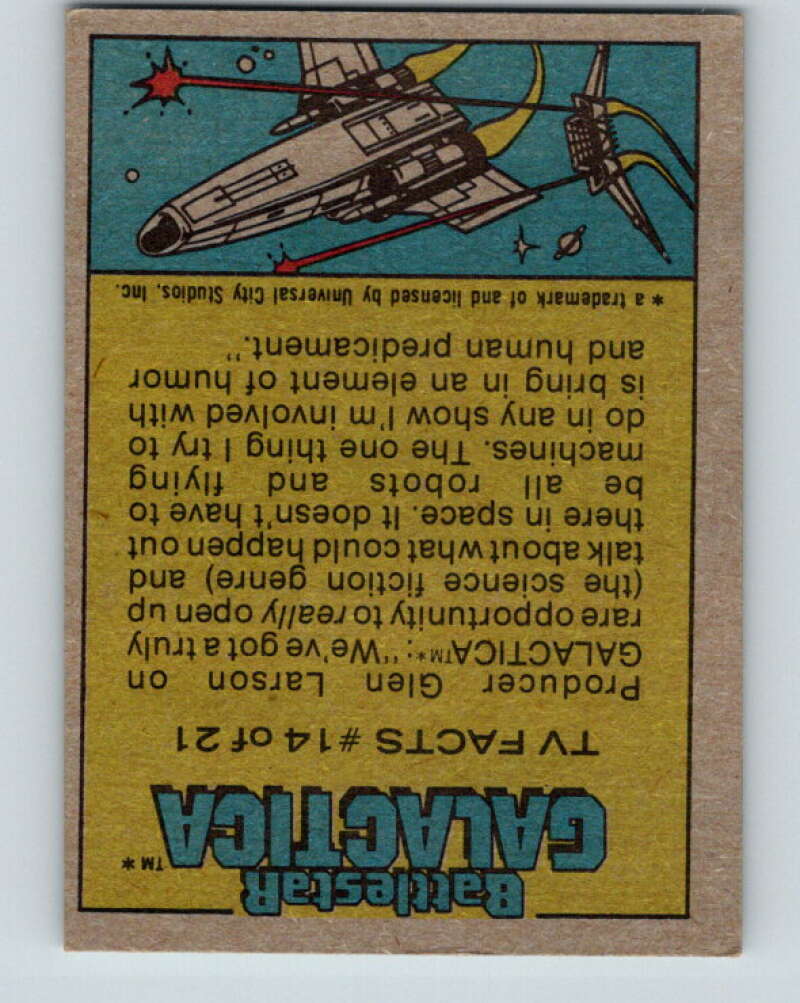 BattlestaR
GALACTICA™*
TV FACTS #14 of 21
Producer Glen Larson on
GALACTICA™*: "We've got a truly
rare opportunity to really open up
(the science fiction genre) and
talk about what could happen out
there in space. It doesn't have to
be all robots and flying
machines. The one thing I try to
do in any show I'm involved with
is bring in an element of humor
and human predicament."
* a trademark of and licensed by Universal City Studios, Inc.